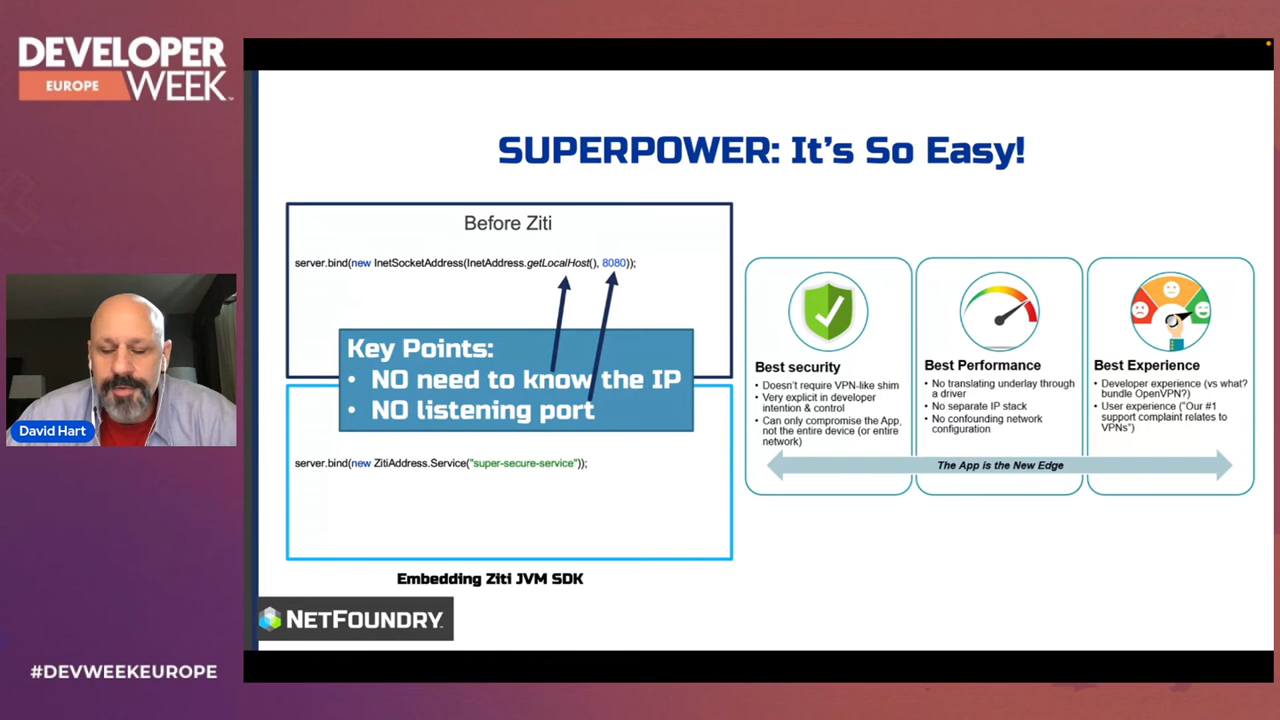 DEVELOPER
EUROPE
WEEK
SUPERPOWER: It's So Easy!
Before Ziti
server.bind(new InetSocketAddress(InetAddress.getLocalHost(), 8080));
Key Points:
• NO need to know the IP
• NO listening port
server.bind(new ZitiAddress.Service("super-secure-service"));
Embedding Ziti JVM SDK
Best security
• Doesn't require VPN-like shim
• Very explicit in developer
intention & control
• Can only compromise the App,
not the entire device (or entire
network)
Best Performance
• No translating underlay through
a driver
• No separate IP stack
• No confounding network
configuration
Best Experience
• Developer experience (vs what?
bundle OpenVPN?)
• User experience ("Our #1
support complaint relates to
VPNs")
The App is the New Edge
David Hart
NETFOUNDRY
#DEVWEEKEUROPE